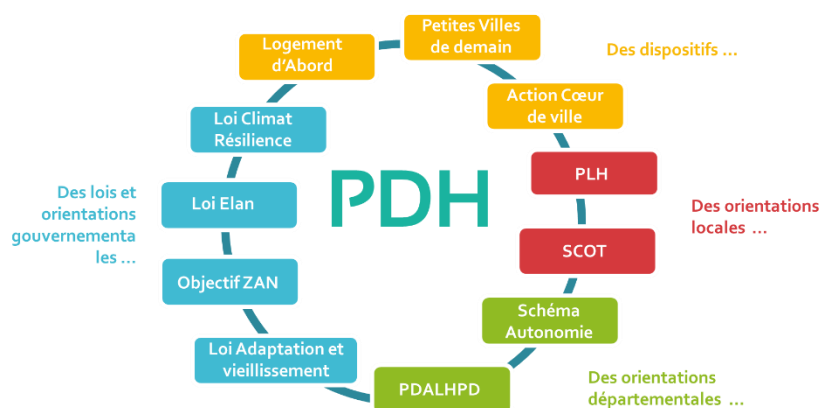 Petites Villes
de demain
Logement
d'Abord
Des dispositifs ...
Action Cœur
de ville
Loi Climat
Résilience
PLH
PDH
Des lois et
orientations
gouvernementa
les ...
Loi Elan
Des orientations
locales ...
SCOT
Objectif ZAN
Schéma
Autonomie
Loi Adaptation et
vieillissement
PDALHPD
Des orientations
départementales ...